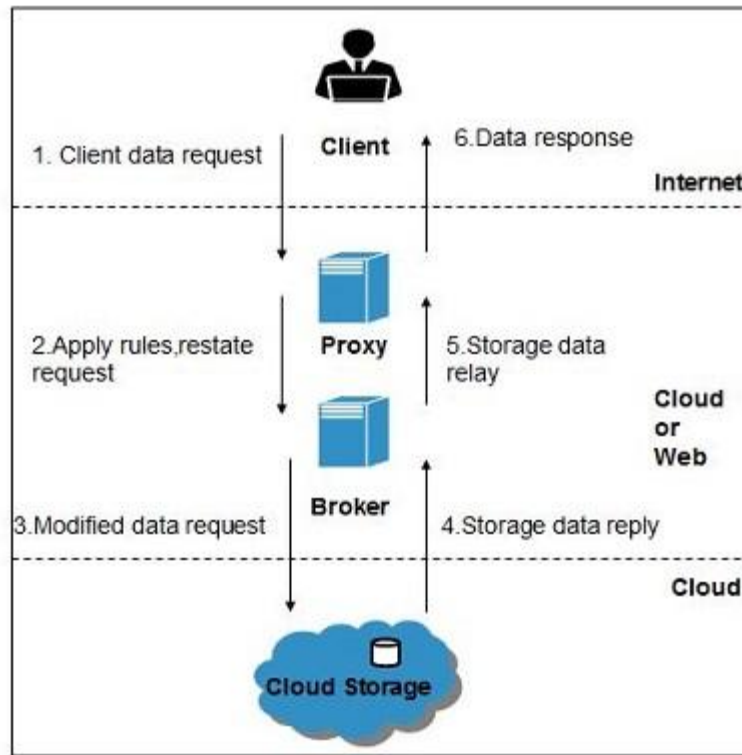 Client
1. Client data request
6.Data response
Internet
Proxy
2.Apply rules,restate
request
5.Storage data
relay
Cloud
or
Web
Broker
3.Modified data request
4.Storage data reply
Cloud
Cloud Storage